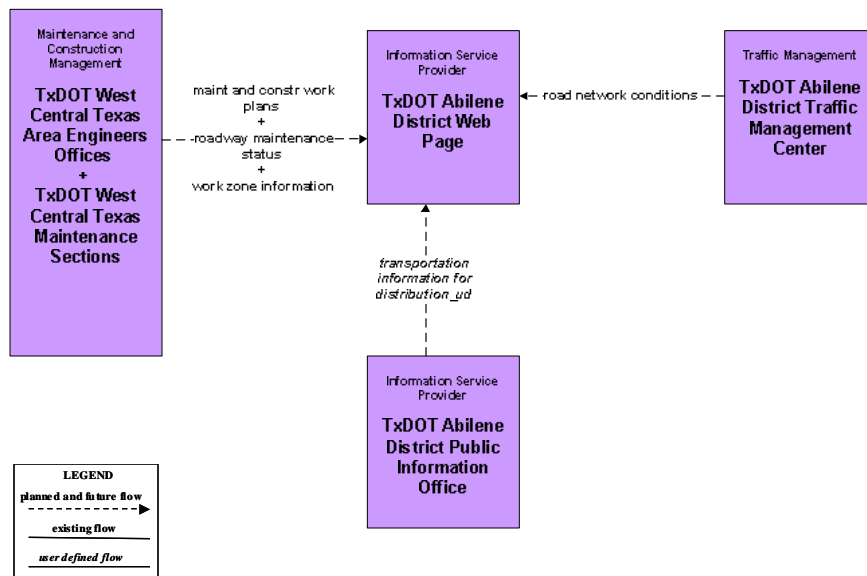 Maintenance and
Construction
Management
TxDOT West
Central Texas
Area Engineers
Offices
+
TxDOT West
Central Texas
Maintenance
Sections
maint and constr work
plans
+
roadway maintenance
status
+
work zone information
Information Service
Provider
TxDOT Abilene
District Web
Page
road network conditions
Traffic Management
TxDOT Abilene
District Traffic
Management
Center
transportation
information for
distribution_ud
Information Service
Provider
TxDOT Abilene
District Public
Information
Office
LEGEND
planned and future flow
existing flow
user defined flow